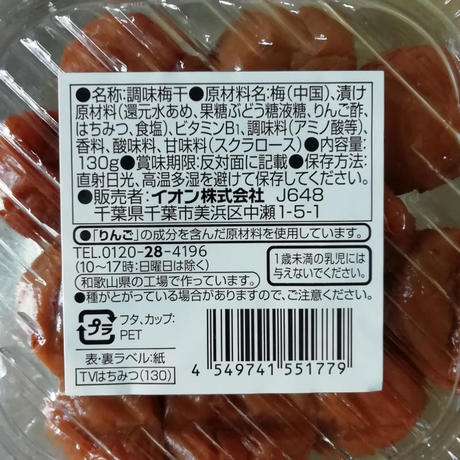 ●名称:調味梅干●原材料名:梅(中国)、漬け
原材料(還元水あめ、果糖ぶどう糖液糖、りんご酢、
はちみつ、食塩)、ビタミンB₁、調味料(アミノ酸等)、
香料、酸味料、甘味料(スクラロース)●内容量:
130g●賞味期限:反対面に記載●保存方法:
直射日光、高温多湿を避けて保存してください。
●販売者:イオン株式会社 J648
千葉県千葉市美浜区中瀬1-5-1
●「りんご」の成分を含んだ原材料を使用しています。
TEL.0120-28-4196
(10~17時:日曜日は除く)
1歳未満の乳児には
与えないでください。
和歌山県の工場で作っています。
●種がとがっている場合がありますので、ご注意ください。
プラ
フタ、カップ:
PET
表・裏ラベル:紙
TVはちみつ(130)
4 549741 551779